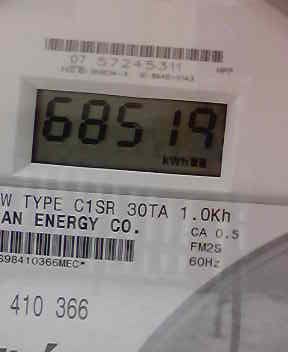 07 57245311
68519
kWh
W TYPE C1SR 30TA 1.0Kh
AN ENERGY CO.
CA 0.5
FM2S
60Hz
698410366MEC*
410 366